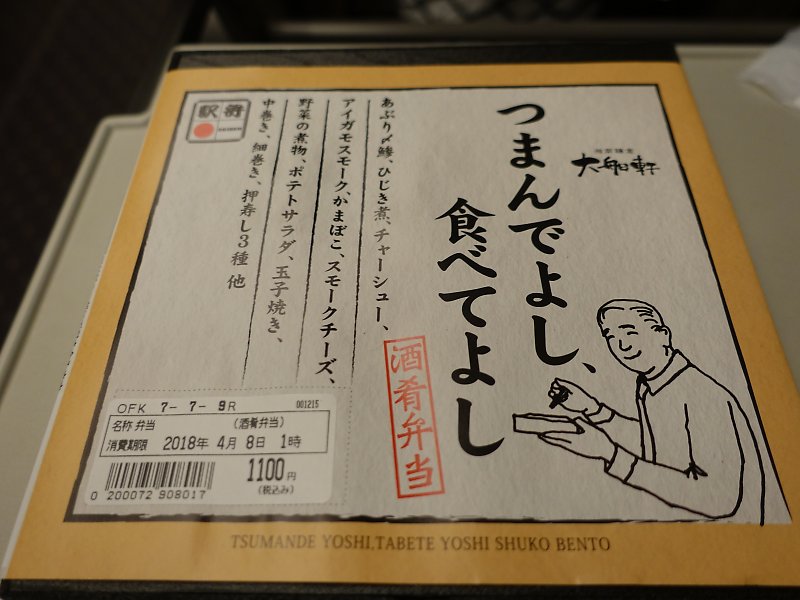 大船軒
つまんでよし、
食べてよし
酒肴弁当
あぶり〆鯵、ひじき煮、チャーシュー、
アイガモスモーク、かまぼこ、スモークチーズ、
野菜の煮物、ポテトサラダ、玉子焼き、
中巻き、細巻き、押寿し3種 他
駅弁
OFK 7- 7- 9R 001215
名称 弁当 (酒肴弁当)
消費期限 2018年 4月 8日 1時
1100円
(税込み)
0 200072 908017
TSUMANDE YOSHI,TABETE YOSHI SHUKO BENTO